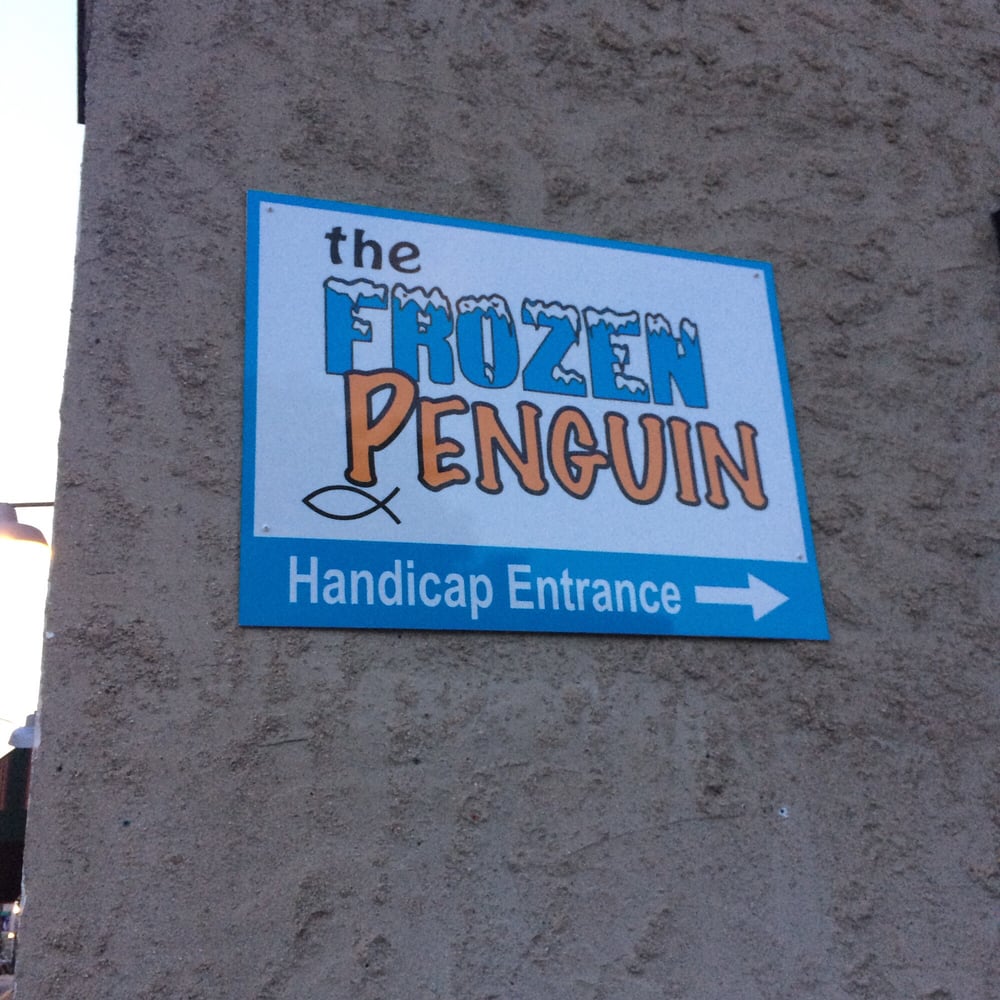 the
FROZEN
PENGUIN
Handicap Entrance